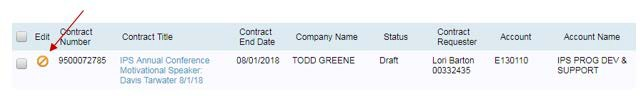 Edit Contract Number Contract Title Contract End Date Company Name Status Contract Requester Account Account Name
9500072785 IPS Annual Conference Motivational Speaker: Davis Tarwater 8/1/18 08/01/2018 TODD GREENE Draft Lori Barton 00332435 E130110 IPS PROG DEV & SUPPORT